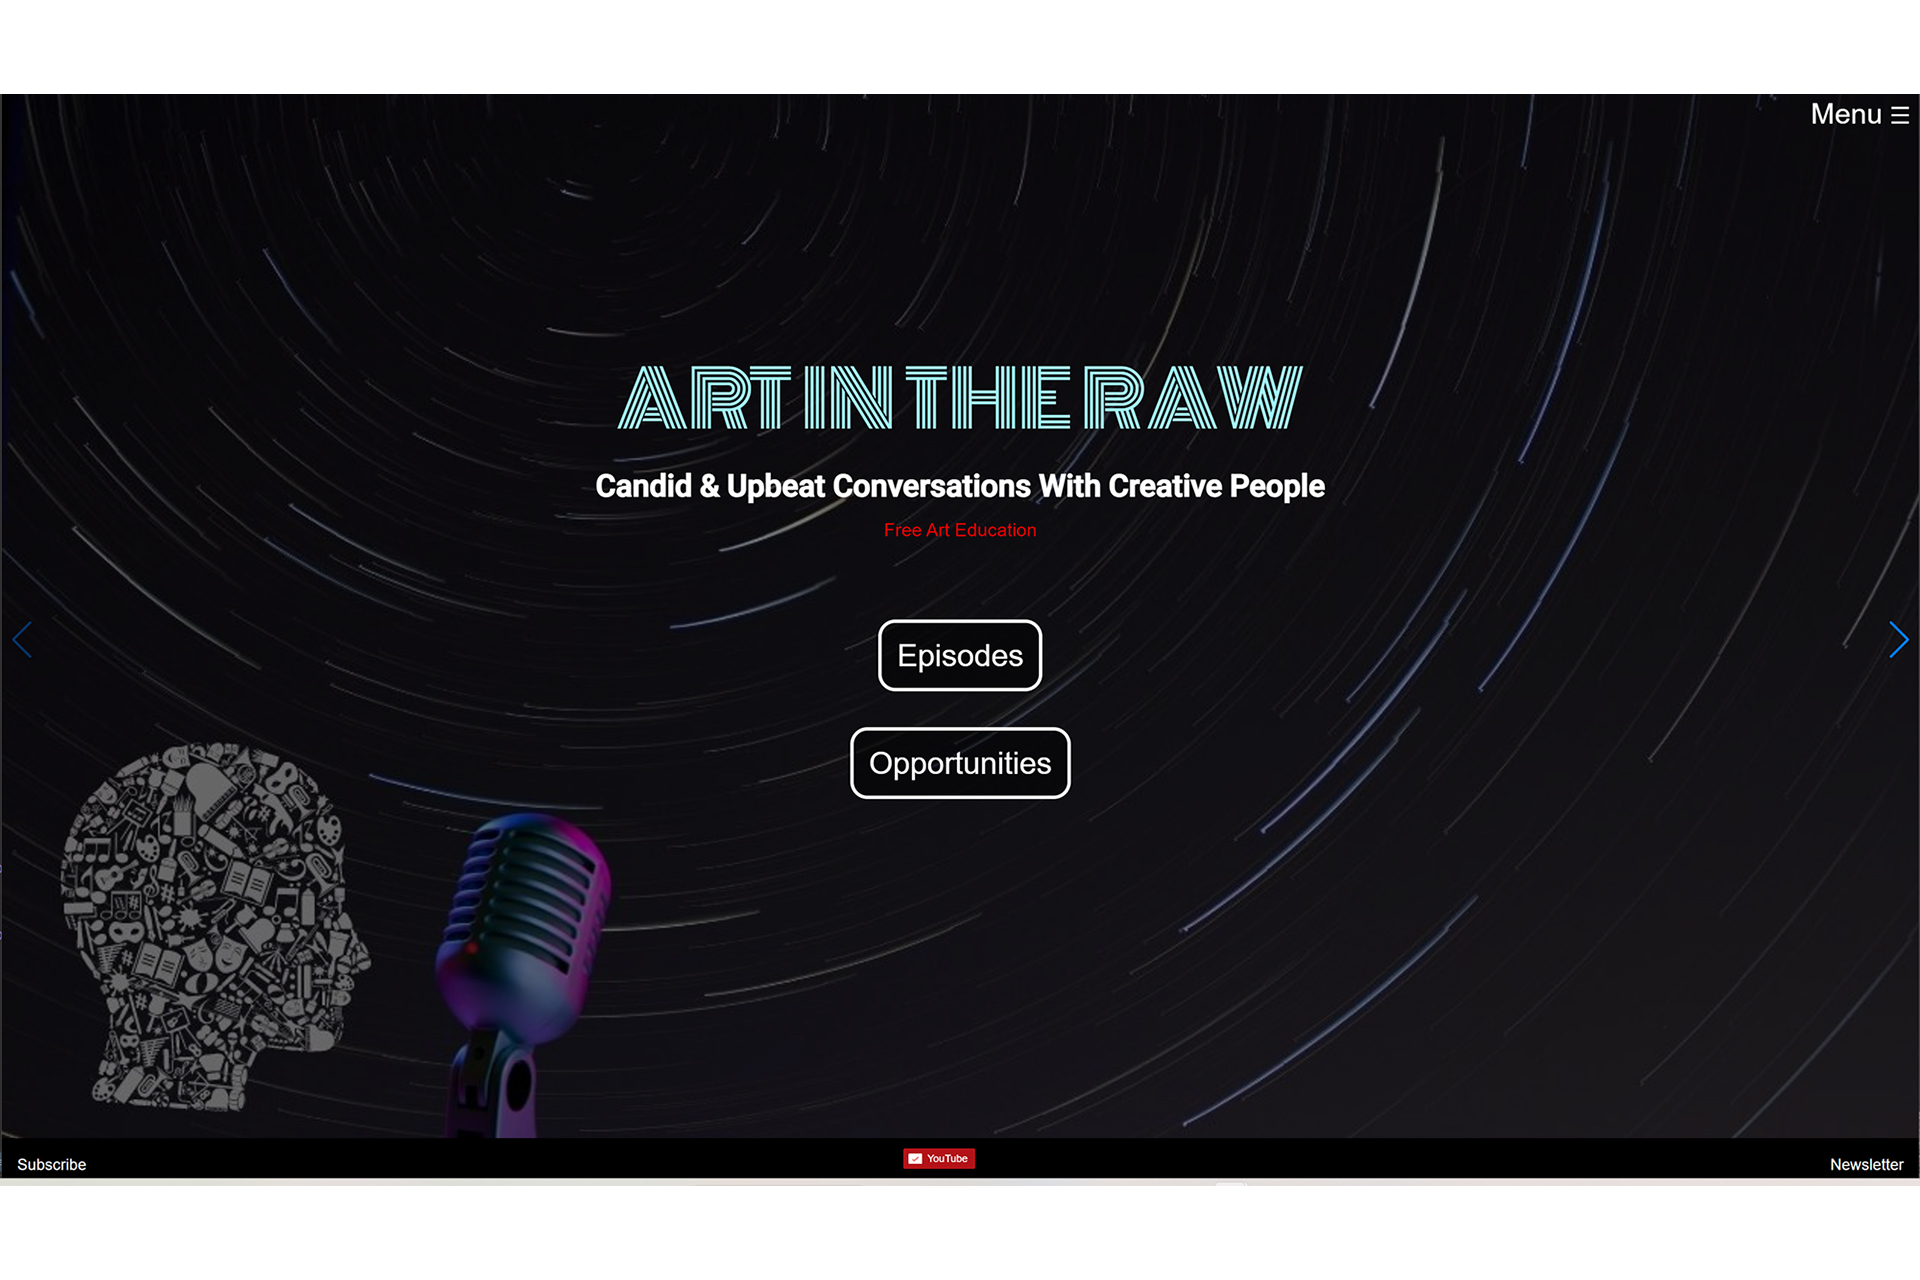 Menu ☰
ART IN THE RAW
Candid & Upbeat Conversations With Creative People
Free Art Education
Episodes
Opportunities
Subscribe
YouTube
Newsletter